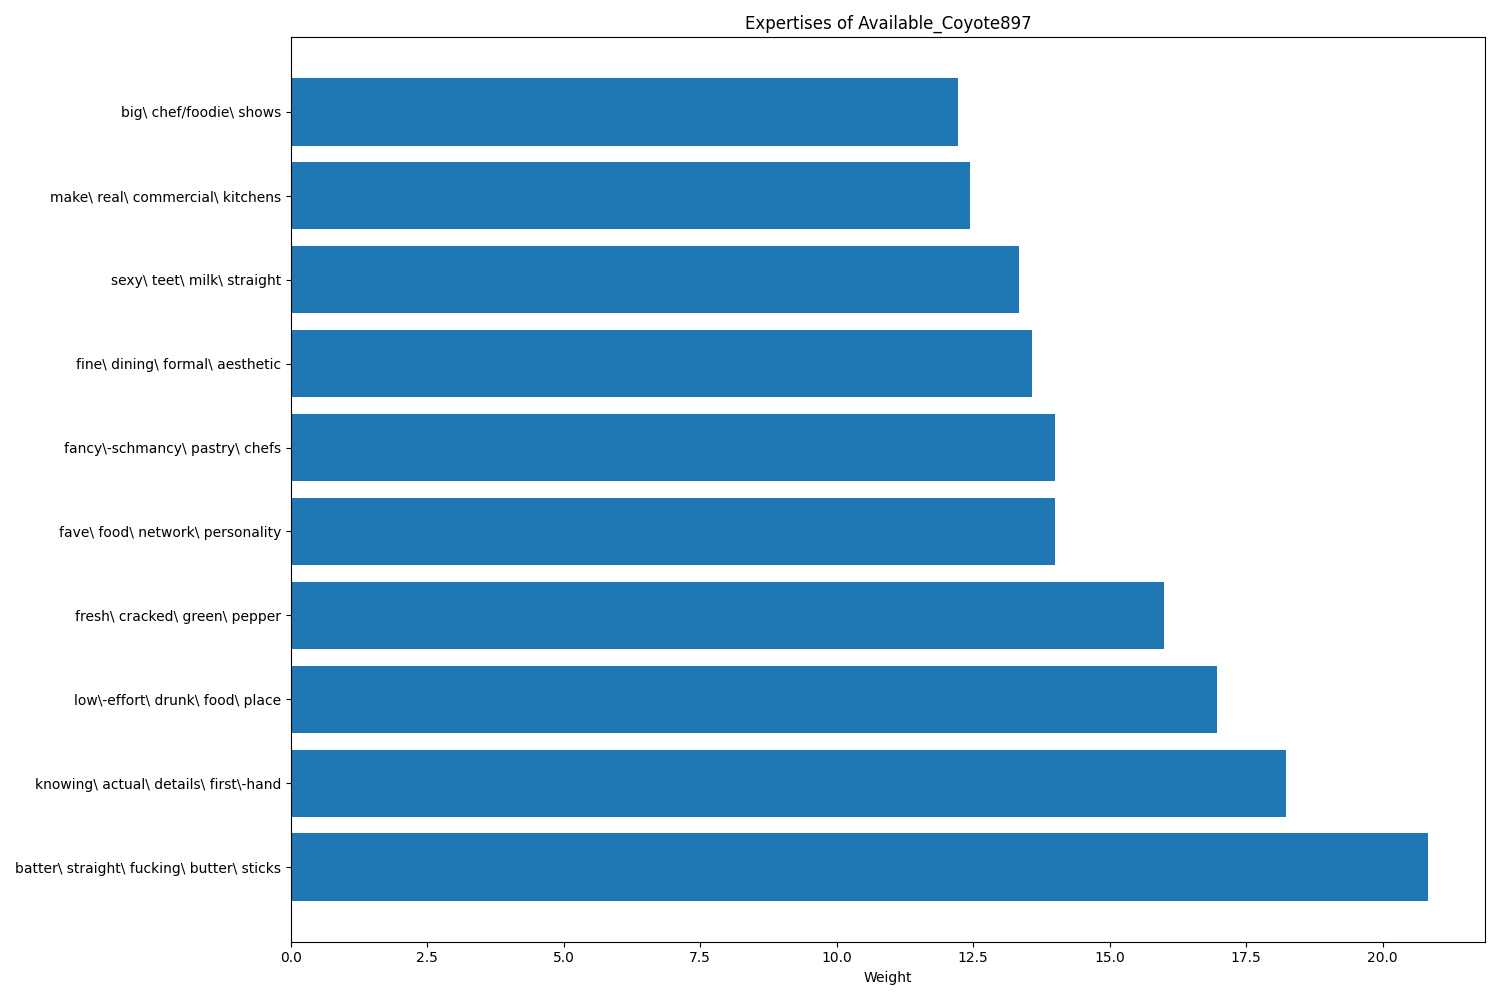 Expertises of Available_Coyote897
big\ chef/foodie\ shows
make\ real\ commercial\ kitchens
sexy\ teet\ milk\ straight
fine\ dining\ formal\ aesthetic
fancy\-schmancy\ pastry\ chefs
fave\ food\ network\ personality
fresh\ cracked\ green\ pepper
low\-effort\ drunk\ food\ place
knowing\ actual\ details\ first\-hand
batter\ straight\ fucking\ butter\ sticks
0.0 2.5 5.0 7.5 10.0 12.5 15.0 17.5 20.0
Weight